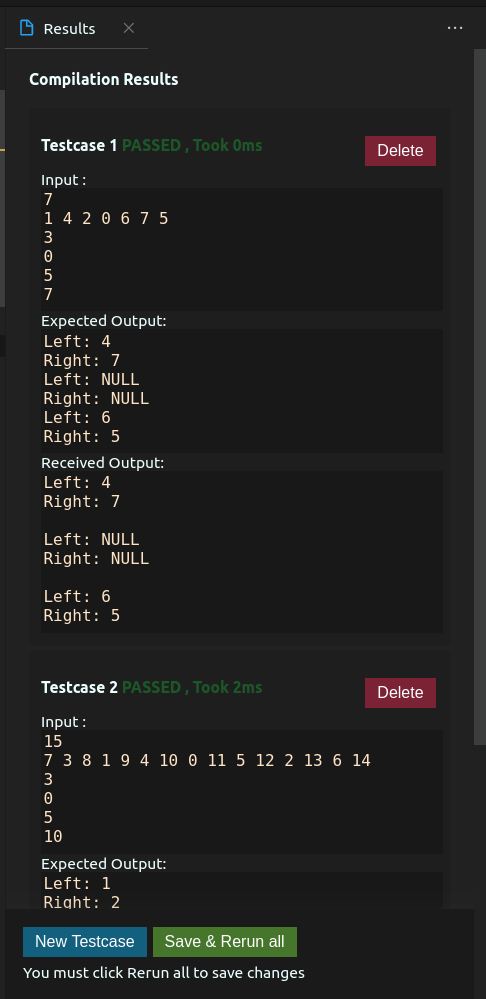 Results
Compilation Results
Testcase 1 PASSED , Took 0ms
Delete
Input :
7
1 4 2 0 6 7 5
3
0
5
7
Expected Output:
Left: 4
Right: 7
Left: NULL
Right: NULL
Left: 6
Right: 5
Received Output:
Left: 4
Right: 7
Left: NULL
Right: NULL
Left: 6
Right: 5
Testcase 2 PASSED , Took 2ms
Delete
Input :
15
7 3 8 1 9 4 10 0 11 5 12 2 13 6 14
3
0
5
10
Expected Output:
Left: 1
Right: 2
New Testcase
Save & Rerun all
You must click Rerun all to save changes